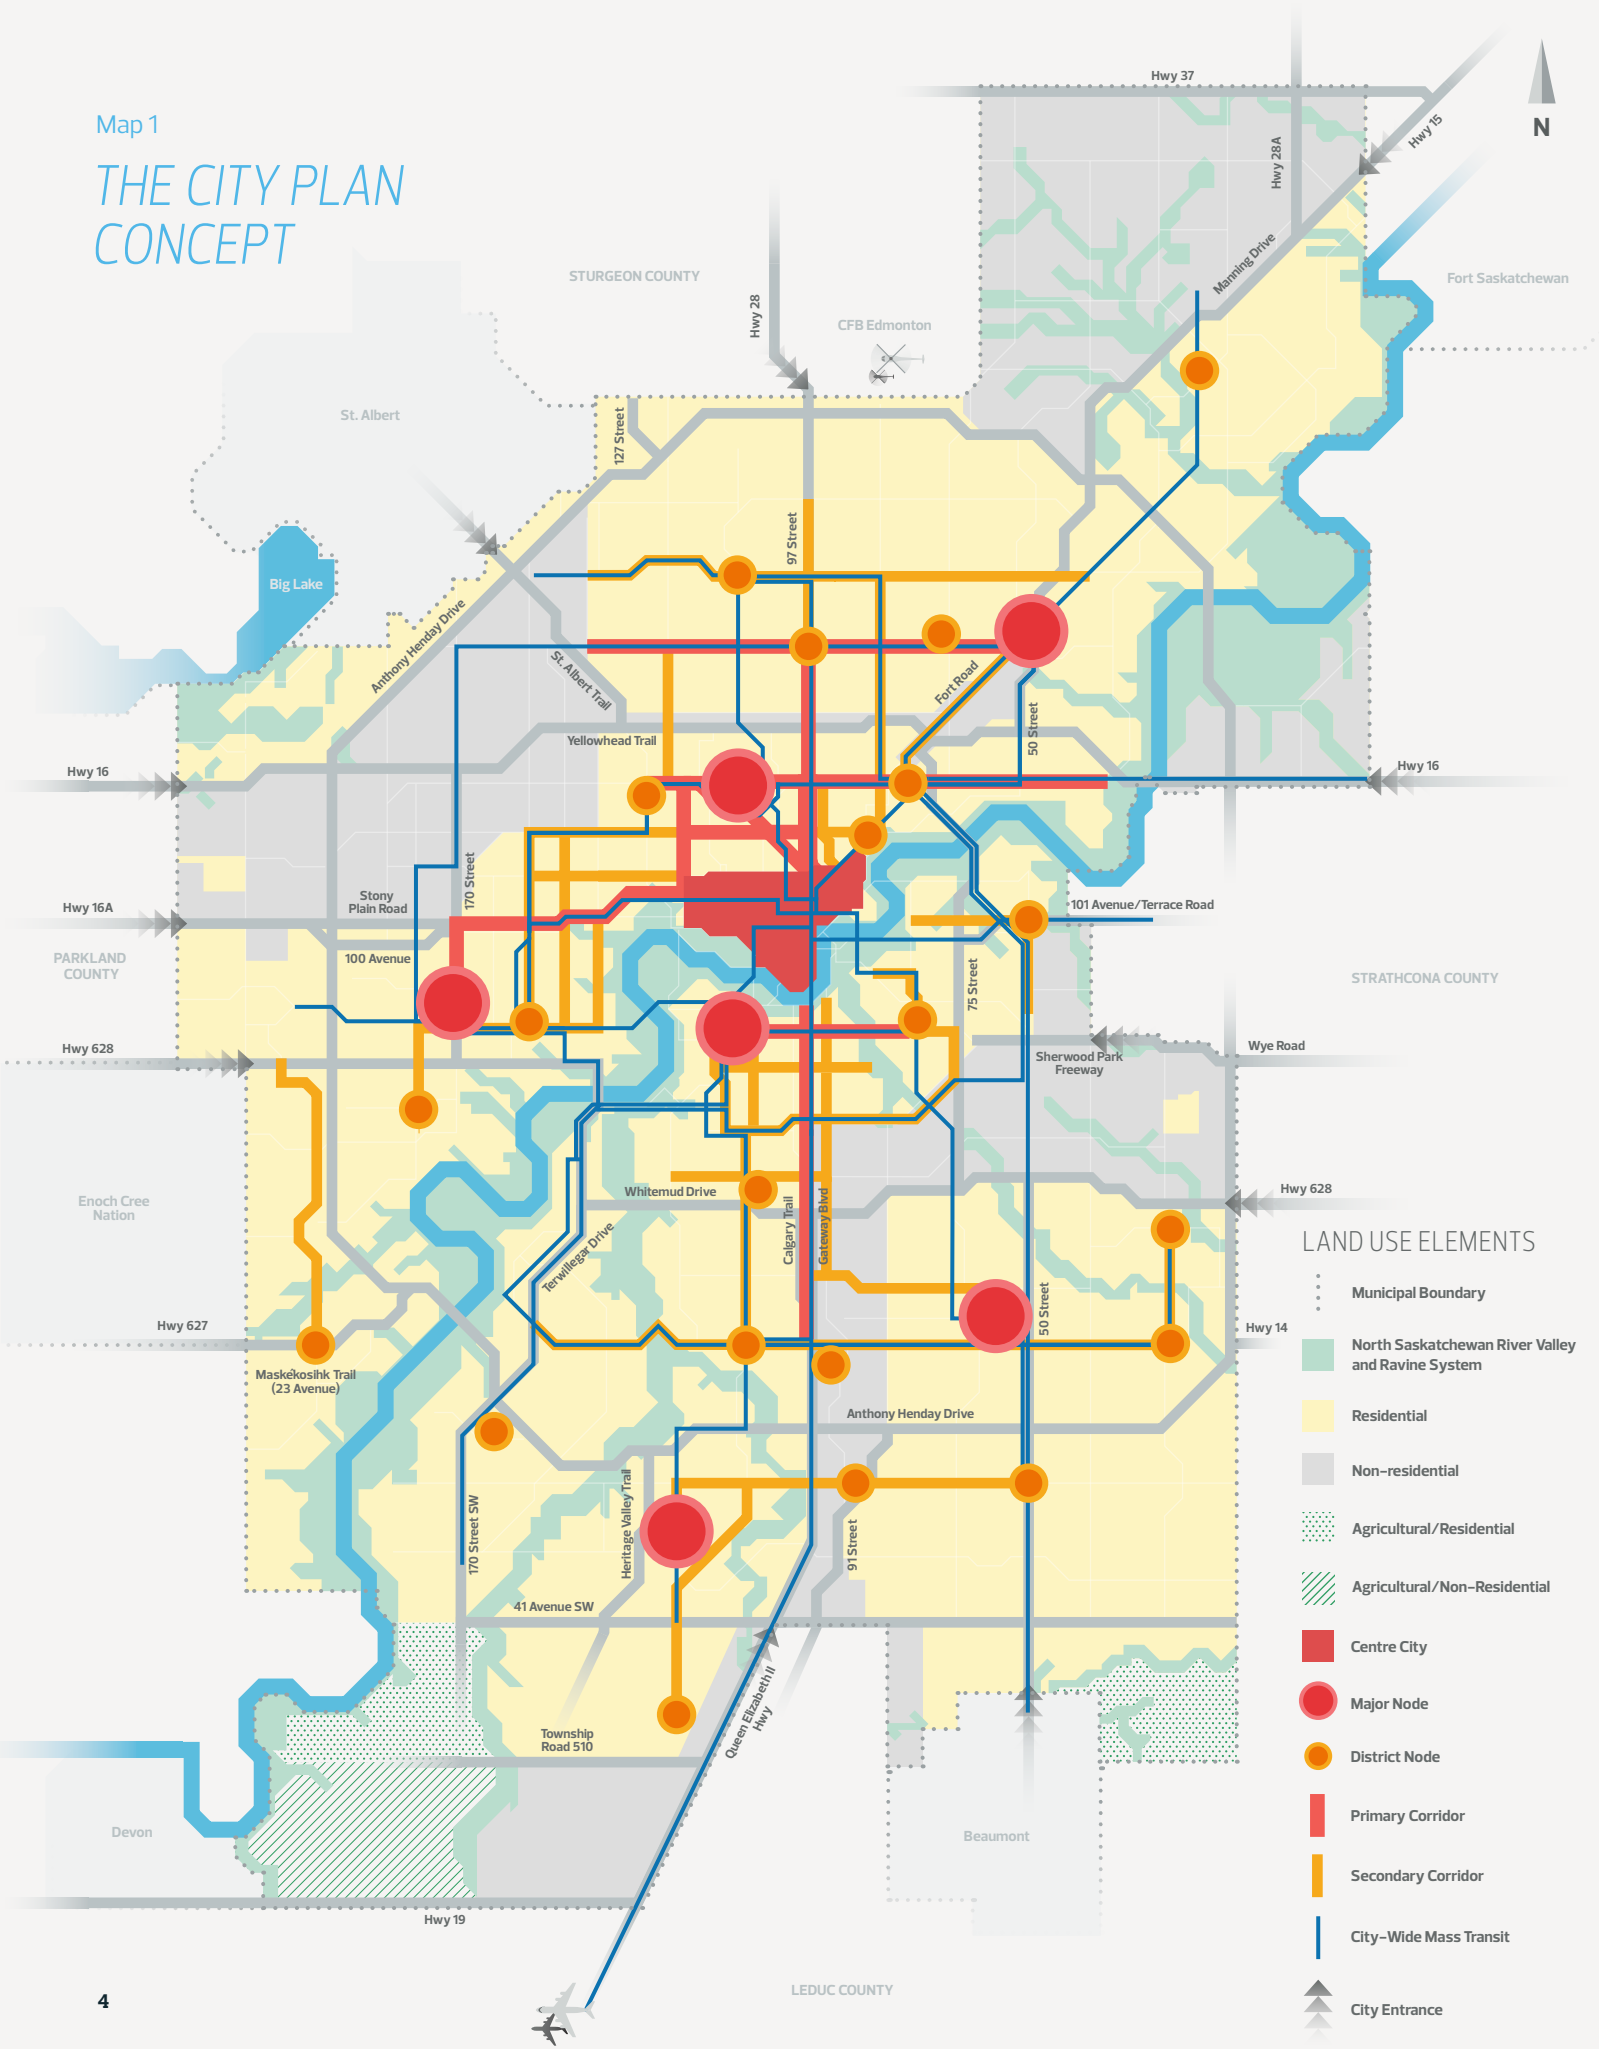 Map 1
THE CITY PLAN
CONCEPT
Hwy 37
N
Hwy 15
Hwy 28A
Manning Drive
STURGEON COUNTY
Fort Saskatchewan
Hwy 28
CFB Edmonton
St. Albert
127 Street
97 Street
Big Lake
Anthony Henday Drive
St. Albert Trail
Fort Road
50 Street
Yellowhead Trail
Hwy 16
Hwy 16
170 Street
Stony
Plain Road
Hwy 16A
101 Avenue/Terrace Road
100 Avenue
PARKLAND
COUNTY
75 Street
STRATHCONA COUNTY
Hwy 628
Wye Road
Sherwood Park
Freeway
Enoch Cree
Nation
Whitemud Drive
Hwy 628
Calgary Trail
Gateway Blvd
Terwillegar Drive
50 Street
Hwy 627
Hwy 14
Maskêkosihk Trail
(23 Avenue)
Anthony Henday Drive
170 Street SW
Heritage Valley Trail
91 Street
41 Avenue SW
Queen Elizabeth II
Hwy
Township
Road 510
Devon
Beaumont
Hwy 19
LEDUC COUNTY
4
LAND USE ELEMENTS
Municipal Boundary
North Saskatchewan River Valley
and Ravine System
Residential
Non-residential
Agricultural/Residential
Agricultural/Non-Residential
Centre City
Major Node
District Node
Primary Corridor
Secondary Corridor
City-Wide Mass Transit
City Entrance